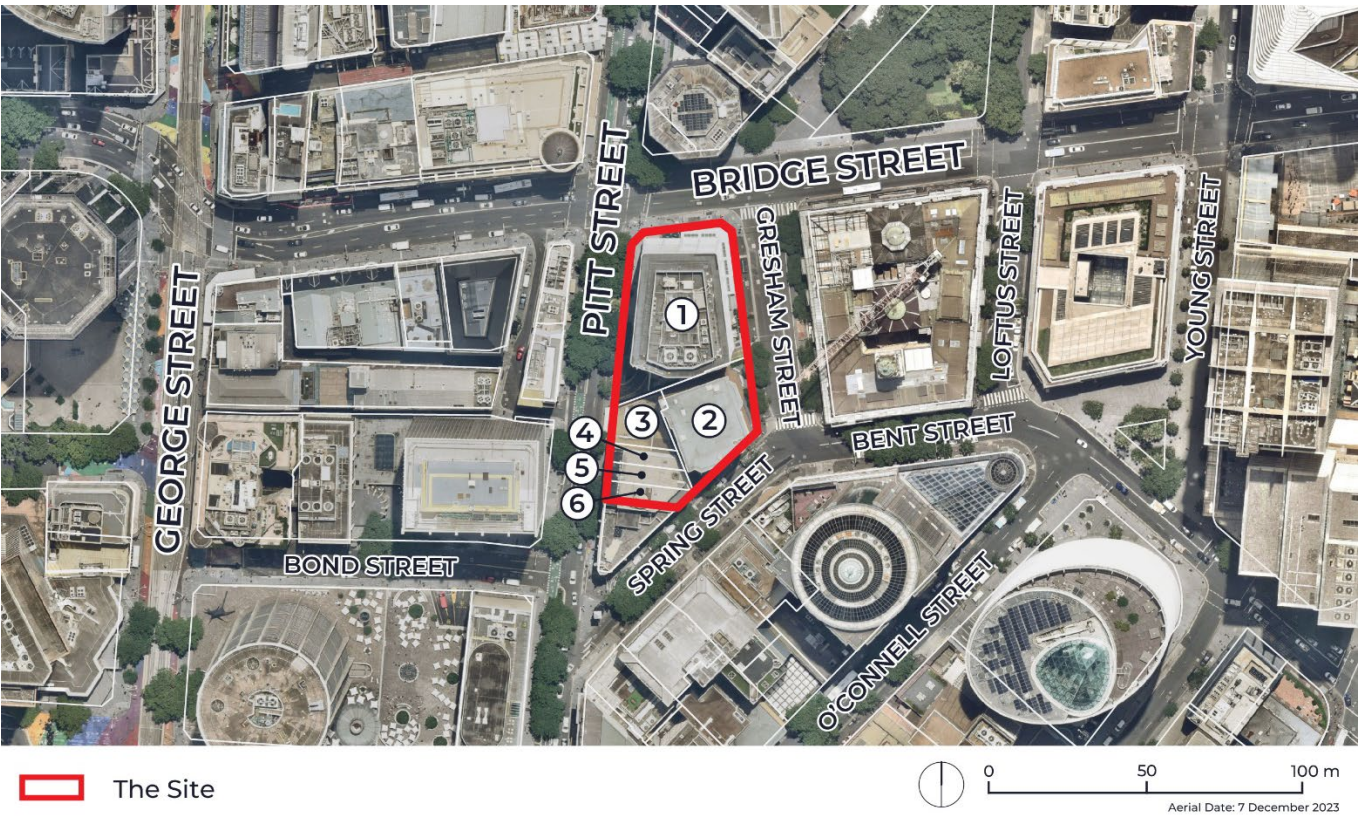 BRIDGE STREET
PITT STREET
GRESHAM STREET
LOFTUS STREET
YOUNG STREET
GEORGE STREET
1
2
3
4
5
6
BENT STREET
SPRING STREET
BOND STREET
O'CONNELL STREET
The Site
0 50 100 m
Aerial Date: 7 December 2023